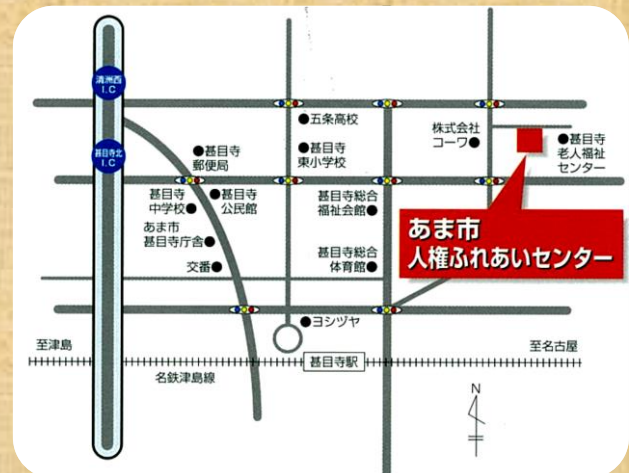 清洲西
I.C
甚目寺北
I.C
●五条高校
●甚目寺
東小学校
株式会社
コーワ●
●甚目寺
老人福祉
センター
●甚目寺
郵便局
甚目寺
中学校●
●甚目寺
公民館
あま市
甚目寺庁舎●
交番●
甚目寺総合
福祉会館●
甚目寺総合
体育館●
あま市
人権ふれあいセンター
●ヨシヅヤ
至津島
甚目寺駅
至名古屋
名鉄津島線
N